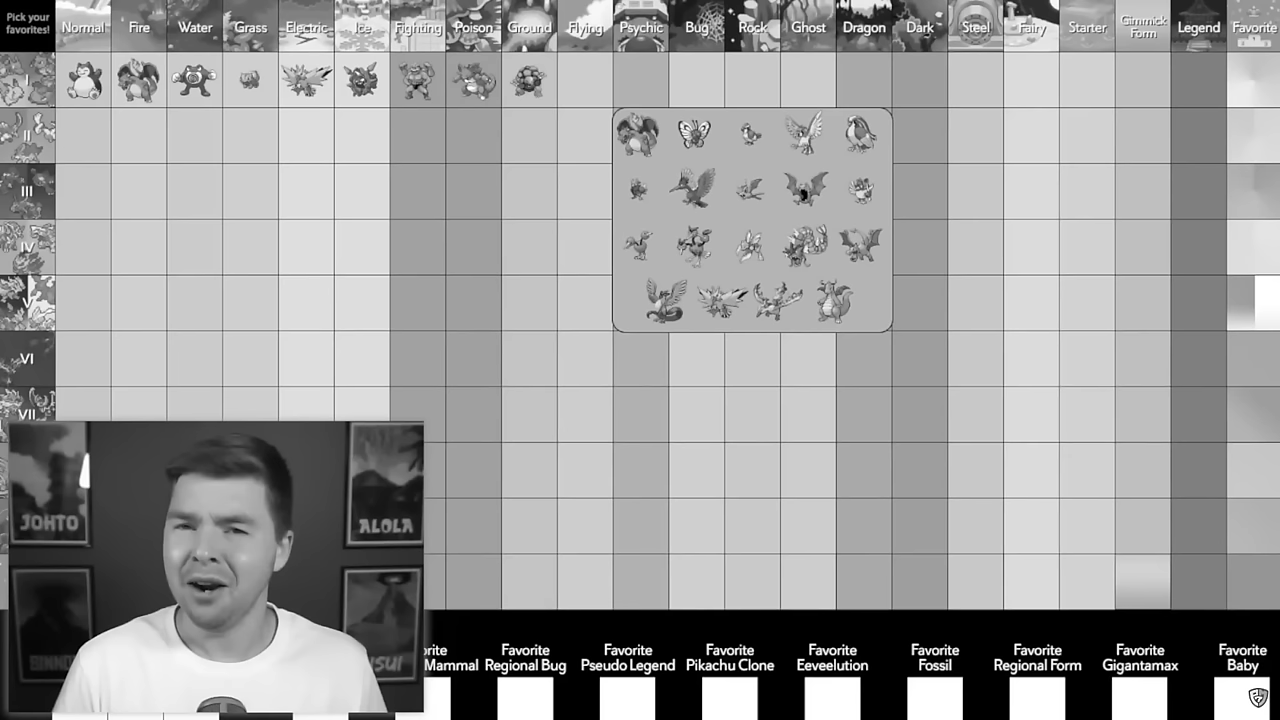 Pick your
favorites!
Normal
Fire
Water
Grass
Electric
Ice
Fighting
Poison
Ground
Flying
Psychic
Bug
Rock
Ghost
Dragon
Dark
Steel
Fairy
Starter
Gimmick
Form
Legend
Favorite
I
II
III
IV
V
VI
VII
JOHTO
ALOLA
Mammal
Favorite
Regional Bug
Favorite
Pseudo Legend
Favorite
Pikachu Clone
Favorite
Eeveelution
Favorite
Fossil
Favorite
Regional Form
Favorite
Gigantamax
Favorite
Baby